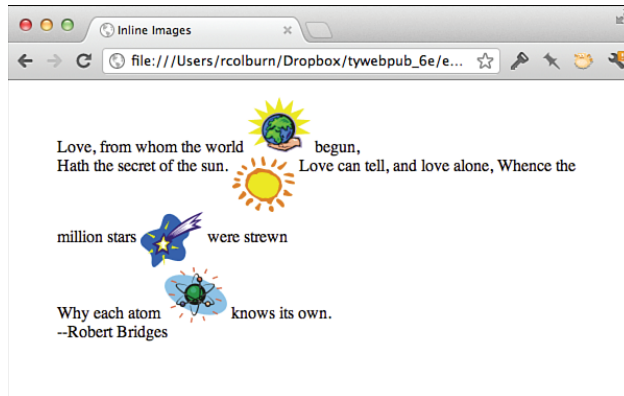 Inline Images
file:///Users/rcolburn/Dropbox/tywebpub_6e/e...
Love, from whom the world begun,
Hath the secret of the sun. Love can tell, and love alone, Whence the
million stars were strewn
Why each atom knows its own.
--Robert Bridges